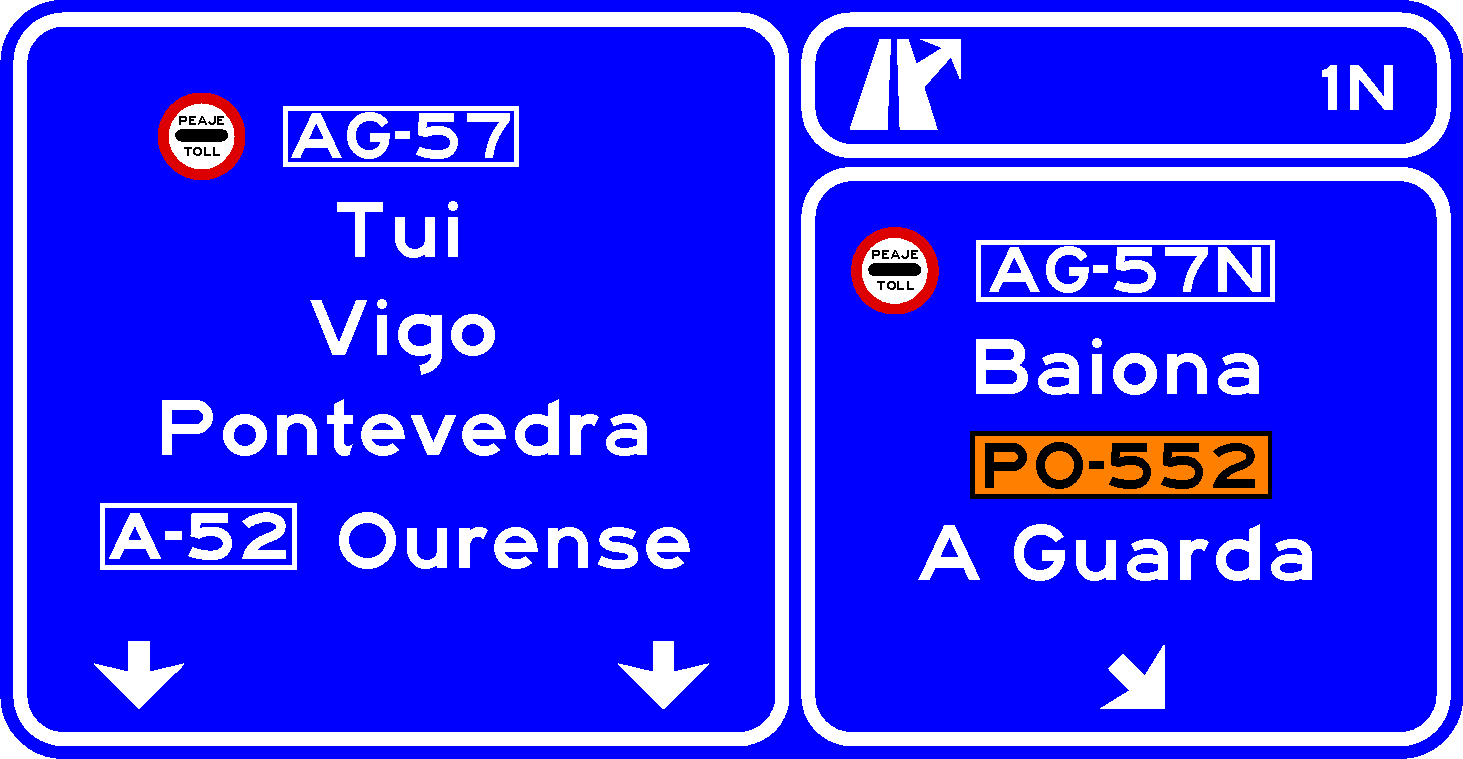 PEAJE
TOLL
AG-57
Tui
Vigo
Pontevedra
A-52 Ourense
1N
PEAJE
TOLL
AG-57N
Baiona
PO-552
A Guarda